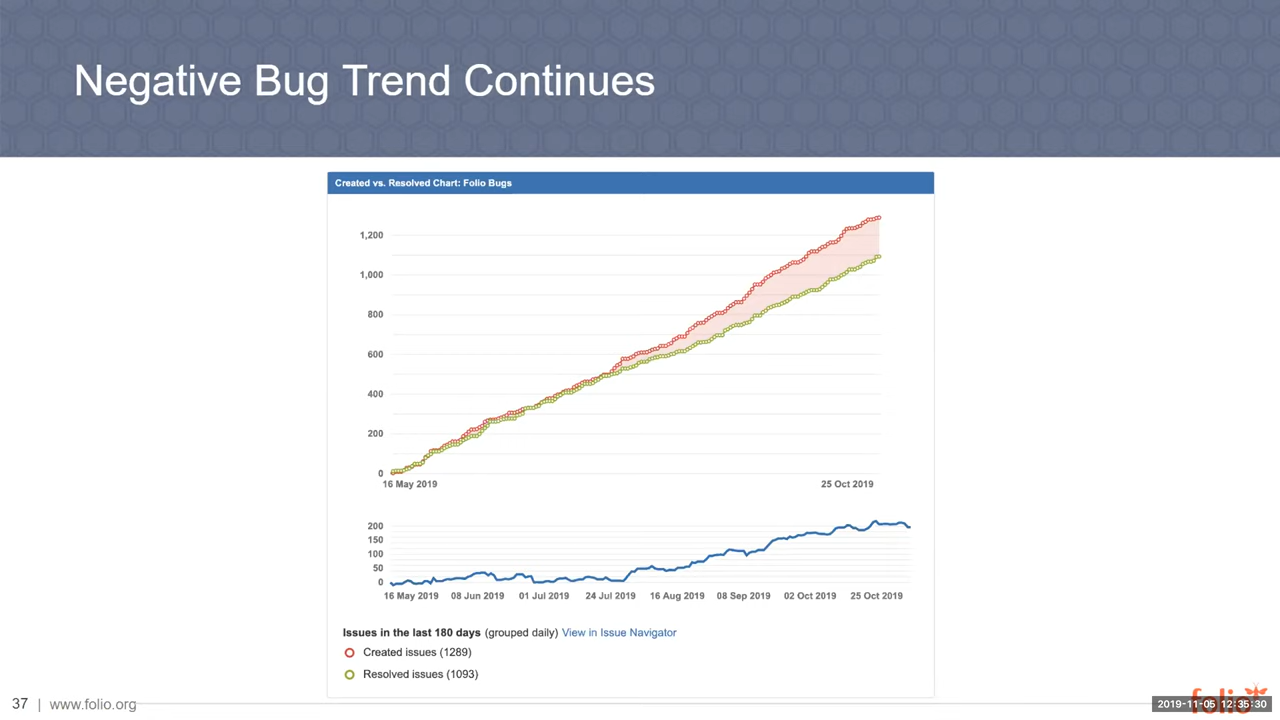 Negative Bug Trend Continues
Created vs. Resolved Chart: Folio Bugs
1,200
1,000
800
600
400
200
0
16 May 2019 25 Oct 2019
200
150
100
50
0
16 May 2019 08 Jun 2019 01 Jul 2019 24 Jul 2019 16 Aug 2019 08 Sep 2019 02 Oct 2019 25 Oct 2019
Issues in the last 180 days (grouped daily) View in Issue Navigator
Created issues (1289)
Resolved issues (1093)
37 | www.folio.org
folio
2019-11-05 12:35:30